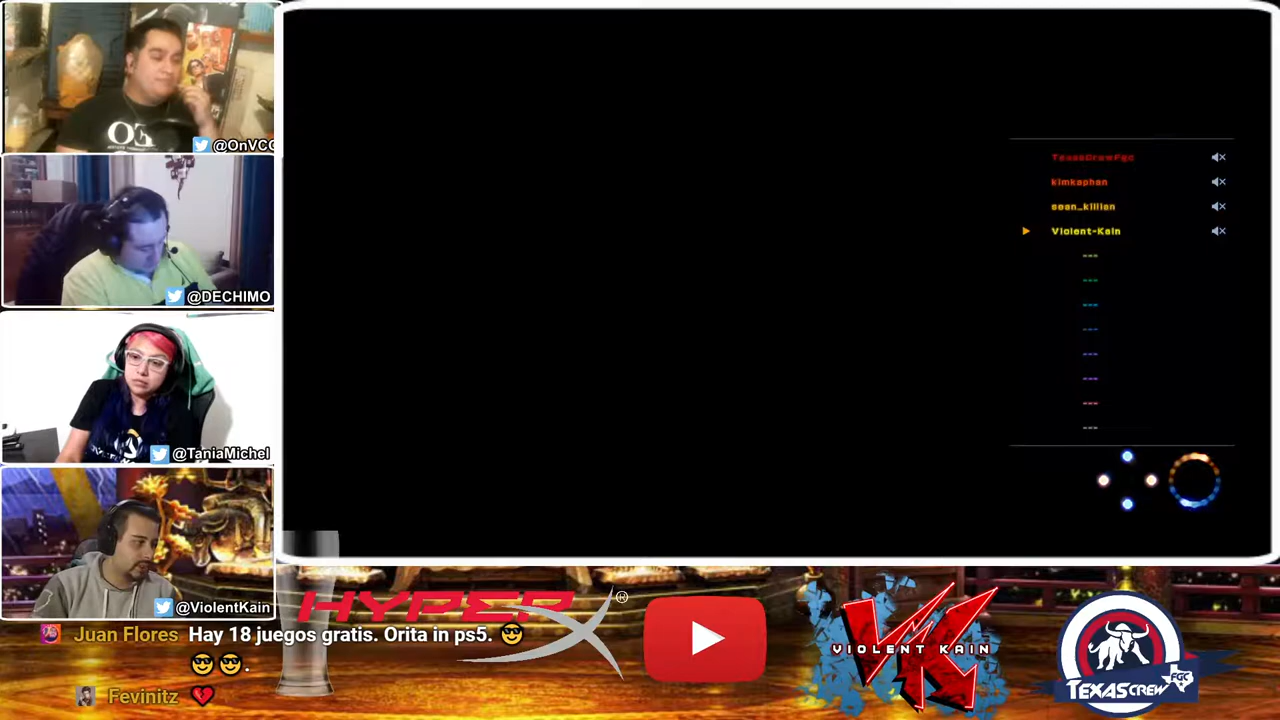 @OnVCG
@DECHIMO
@TaniaMichel
@ViolentKain
TexasCrewFgc
kimkaphan
sean_killian
Violent-Kain
---
---
---
---
---
---
---
---
HYPERX®
VIOLENT KAIN
TEXAS CREW FGC
Juan Flores Hay 18 juegos gratis. Orita in ps5. 😎
😎😎.
Fevinitz 💔